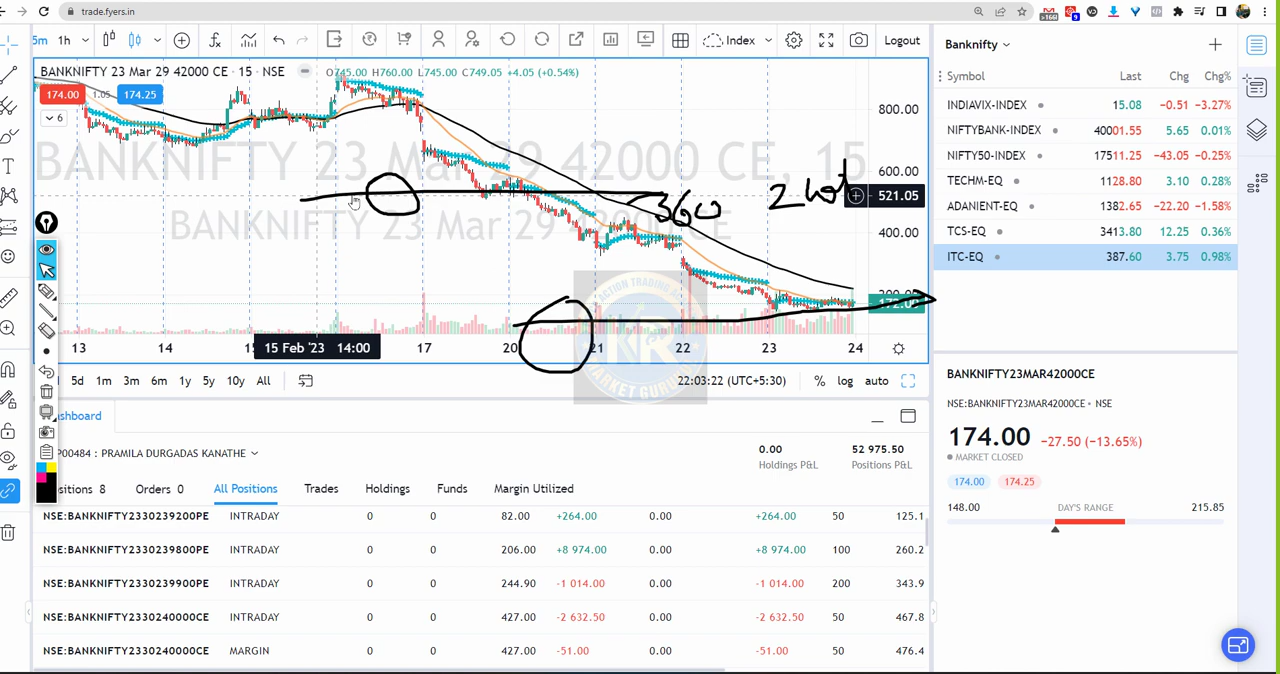 trade.fyers.in
>168
9
5m 1h Index Logout
BANKNIFTY 23 Mar 29 42000 CE · 15 · NSE O745.00 H760.00 L745.00 C749.05 +4.05 (+0.54%)
174.00 1.05 174.25
6
BANKNIFTY 23 Mar 29 42000 CE, 15
BANKNIFTY 23 Mar 29 42000 CE
800.00
600.00
521.05
400.00
360 2 lot
13 14 15 Feb '23 14:00 17 20 21 22 23 24
5d 1m 3m 6m 1y 5y 10y All 22:03:22 (UTC+5:30) % log auto
shboard
P00484 : PRAMILA DURGADAS KANATHE
0.00 52 975.50
Holdings P&L Positions P&L
sitions 8 Orders 0 All Positions Trades Holdings Funds Margin Utilized
NSE:BANKNIFTY2330239200PE INTRADAY 0 0 82.00 +264.00 0.00 +264.00 50 125.1
NSE:BANKNIFTY2330239800PE INTRADAY 0 0 206.00 +8 974.00 0.00 +8 974.00 100 260.2
NSE:BANKNIFTY2330239900PE INTRADAY 0 0 244.90 -1 014.00 0.00 -1 014.00 200 343.9
NSE:BANKNIFTY2330240000CE INTRADAY 0 0 427.00 -2 632.50 0.00 -2 632.50 50 467.8
NSE:BANKNIFTY2330240000CE MARGIN 0 0 427.00 -51.00 0.00 -51.00 50 476.4
Banknifty
Symbol Last Chg Chg%
INDIAVIX-INDEX 15.08 −0.51 −3.27%
NIFTYBANK-INDEX 40001.55 5.65 0.01%
NIFTY50-INDEX 17511.25 −43.05 −0.25%
TECHM-EQ 1128.80 3.10 0.28%
ADANIENT-EQ 1382.65 −22.20 −1.58%
TCS-EQ 3413.80 12.25 0.36%
ITC-EQ 387.60 3.75 0.98%
BANKNIFTY23MAR42000CE
NSE:BANKNIFTY23MAR42000CE • NSE
174.00 −27.50 (−13.65%)
MARKET CLOSED
174.00 174.25
148.00 DAY'S RANGE 215.85